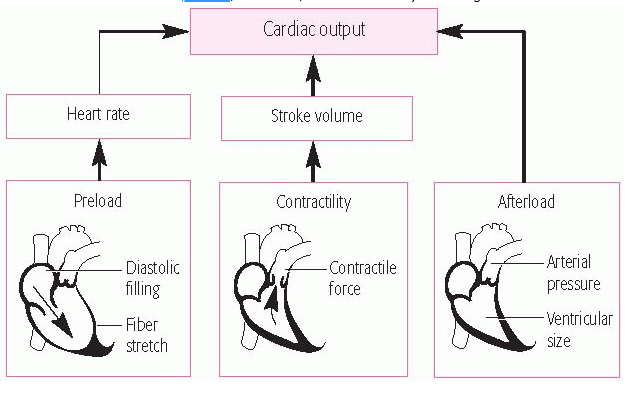 Cardiac output
Heart rate
Stroke volume
Preload
Diastolic
filling
Fiber
stretch
Contractility
Contractile
force
Afterload
Arterial
pressure
Ventricular
size